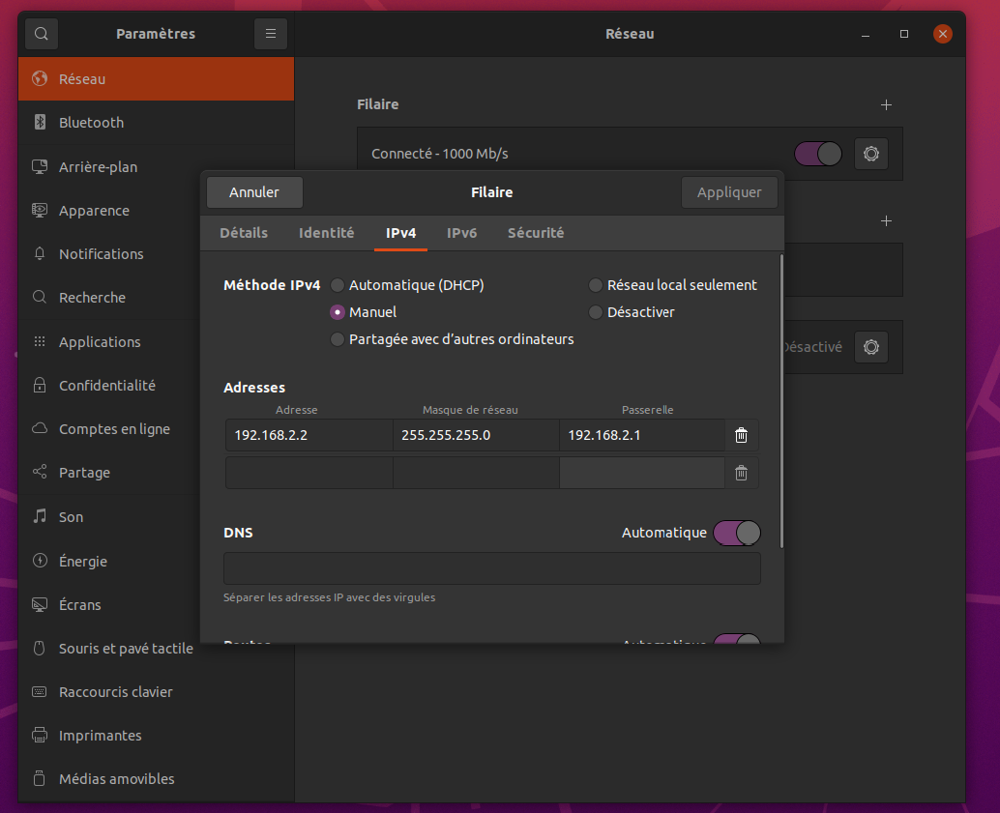 Paramètres
Réseau
Réseau
Bluetooth
Arrière-plan
Apparence
Notifications
Recherche
Applications
Confidentialité
Comptes en ligne
Partage
Son
Énergie
Écrans
Souris et pavé tactile
Raccourcis clavier
Imprimantes
Médias amovibles
Filaire
Connecté - 1000 Mb/s
Désactivé
Annuler
Filaire
Appliquer
Détails Identité IPv4 IPv6 Sécurité
Méthode IPv4 Automatique (DHCP) Réseau local seulement
Manuel Désactiver
Partagée avec d'autres ordinateurs
Adresses
Adresse Masque de réseau Passerelle
192.168.2.2 255.255.255.0 192.168.2.1
DNS Automatique
Séparer les adresses IP avec des virgules
Routes Automatique